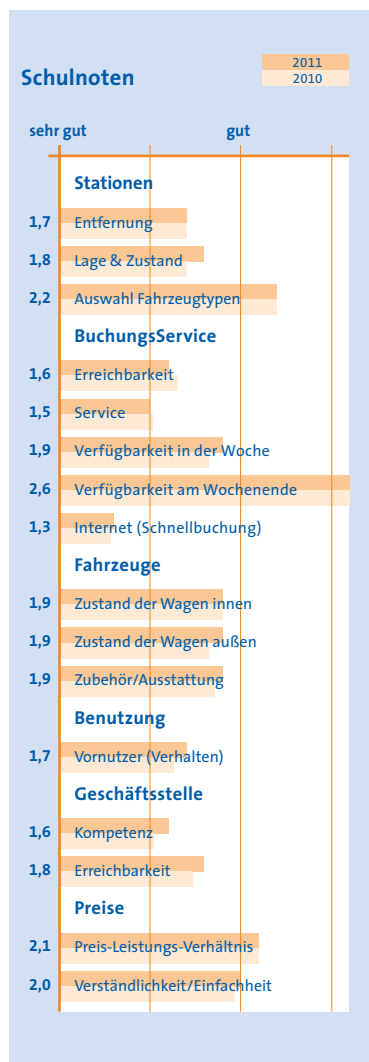 Schulnoten
2011
2010
sehr gut gut
Stationen
1,7 Entfernung
1,8 Lage & Zustand
2,2 Auswahl Fahrzeugtypen
BuchungsService
1,6 Erreichbarkeit
1,5 Service
1,9 Verfügbarkeit in der Woche
2,6 Verfügbarkeit am Wochenende
1,3 Internet (Schnellbuchung)
Fahrzeuge
1,9 Zustand der Wagen innen
1,9 Zustand der Wagen außen
1,9 Zubehör/Ausstattung
Benutzung
1,7 Vornutzer (Verhalten)
Geschäftsstelle
1,6 Kompetenz
1,8 Erreichbarkeit
Preise
2,1 Preis-Leistungs-Verhältnis
2,0 Verständlichkeit/Einfachheit